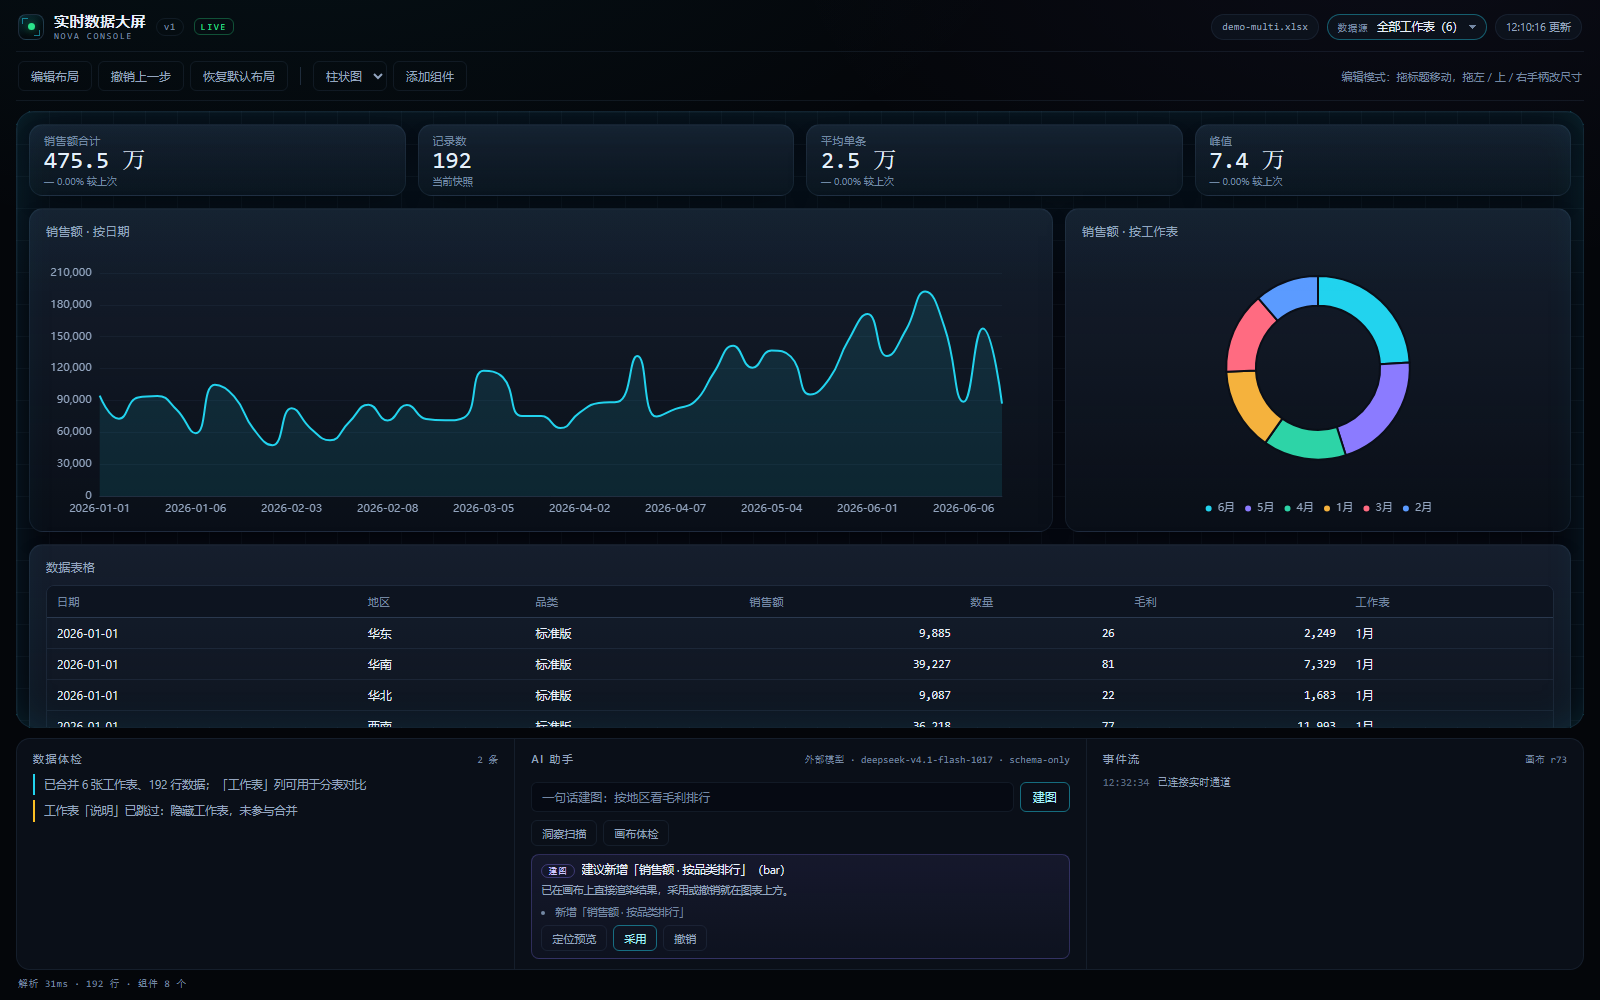 实时数据大屏 v1 LIVE
NOVA CONSOLE
demo-multi.xlsx 数据源 全部工作表 (6) 12:10:16 更新
编辑布局 撤销上一步 恢复默认布局 柱状图 添加组件
编辑模式：拖标题移动，拖左 / 上 / 右手柄改尺寸
销售额合计
475.5 万
— 0.00% 较上次
记录数
192
当前快照
平均单条
2.5 万
— 0.00% 较上次
峰值
7.4 万
— 0.00% 较上次
销售额 · 按日期
210,000
180,000
150,000
120,000
90,000
60,000
30,000
0
2026-01-01 2026-01-06 2026-02-03 2026-02-08 2026-03-05 2026-04-02 2026-04-07 2026-05-04 2026-06-01 2026-06-06
销售额 · 按工作表
6月 5月 4月 1月 3月 2月
数据表格
日期 地区 品类 销售额 数量 毛利 工作表
2026-01-01 华东 标准版 9,885 26 2,249 1月
2026-01-01 华南 标准版 39,227 81 7,329 1月
2026-01-01 华北 标准版 9,087 22 1,683 1月
2026-01-01 西南 标准版 36,218 77 11,993 1月
数据体检 2 条
已合并 6 张工作表、192 行数据；「工作表」列可用于分表对比
工作表「说明」已跳过：隐藏工作表，未参与合并
AI 助手 外部模型 · deepseek-v4.1-flash-1017 · schema-only
一句话建图：按地区看毛利排行 建图
洞察扫描 画布体检
建图 建议新增「销售额 · 按品类排行」（bar）
已在画布上直接渲染结果，采用或撤销就在图表上方。
• 新增「销售额 · 按品类排行」
定位预览 采用 撤销
事件流 画布 r73
12:32:34 已连接实时通道
解析 31ms · 192 行 · 组件 8 个